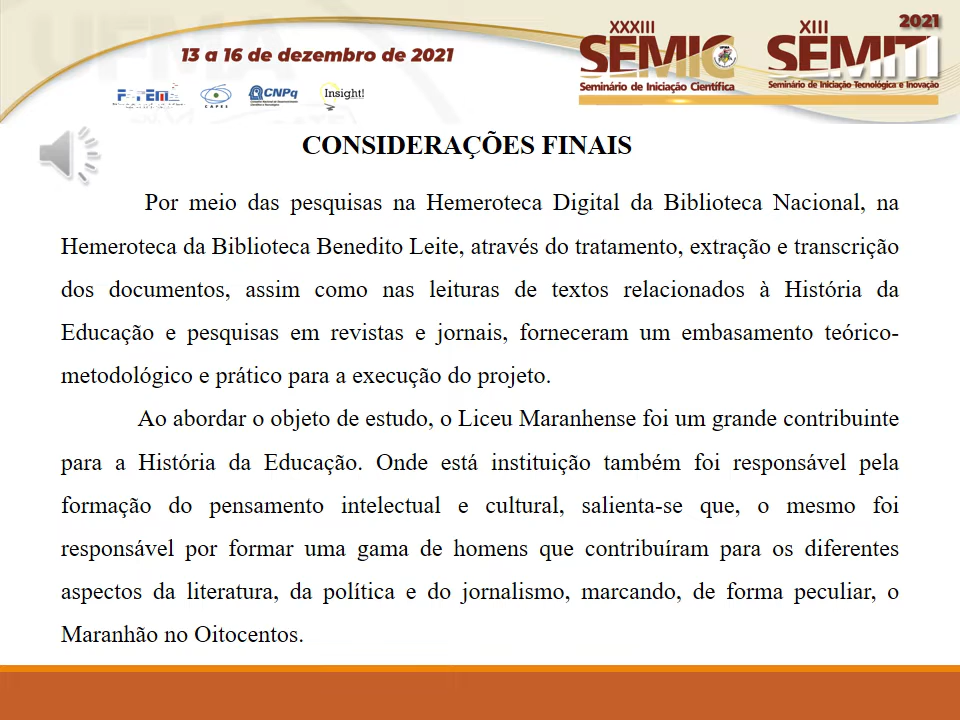 XXXIII
SEMIC
Seminário de Iniciação Científica
2021
XIII
SEMITI
Seminário de Iniciação Tecnológica e Inovação
13 a 16 de dezembro de 2021
FAPEMA
CAPES
CNPq
Insight!
CONSIDERAÇÕES FINAIS
Por meio das pesquisas na Hemeroteca Digital da Biblioteca Nacional, na
Hemeroteca da Biblioteca Benedito Leite, através do tratamento, extração e transcrição
dos documentos, assim como nas leituras de textos relacionados à História da
Educação e pesquisas em revistas e jornais, forneceram um embasamento teórico-
metodológico e prático para a execução do projeto.
Ao abordar o objeto de estudo, o Liceu Maranhense foi um grande contribuinte
para a História da Educação. Onde está instituição também foi responsável pela
formação do pensamento intelectual e cultural, salienta-se que, o mesmo foi
responsável por formar uma gama de homens que contribuíram para os diferentes
aspectos da literatura, da política e do jornalismo, marcando, de forma peculiar, o
Maranhão no Oitocentos.